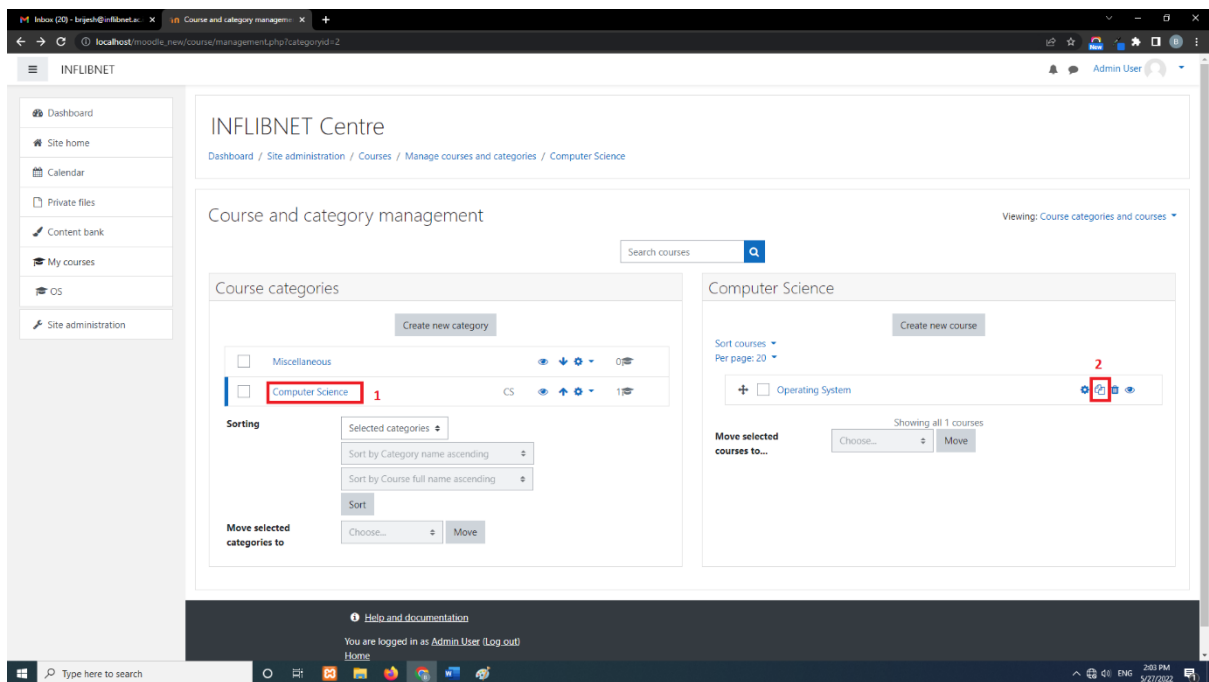 Inbox (20) - brijesh@inflibnet.ac.
Course and category manageme
localhost/moodle_new/course/management.php?categoryid=2
New
B
INFLIBNET
Admin User
Dashboard
Site home
Calendar
Private files
Content bank
My courses
OS
Site administration
INFLIBNET Centre
Dashboard / Site administration / Courses / Manage courses and categories / Computer Science
Course and category management
Viewing: Course categories and courses
Search courses
Course categories
Create new category
Miscellaneous 0
Computer Science 1 CS 1
Sorting
Selected categories
Sort by Category name ascending
Sort by Course full name ascending
Sort
Move selected categories to
Choose... Move
Computer Science
Create new course
Sort courses
Per page: 20
2
Operating System
Showing all 1 courses
Move selected
courses to...
Choose... Move
Help and documentation
You are logged in as Admin User (Log out)
Home
Type here to search
ENG
2:03 PM
5/27/2022